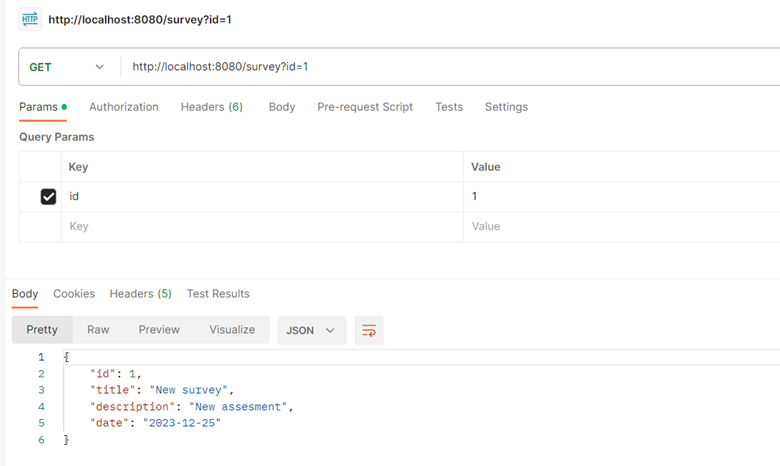 HTTP http://localhost:8080/survey?id=1
GET http://localhost:8080/survey?id=1
Params Authorization Headers (6) Body Pre-request Script Tests Settings
Query Params
Key Value
id 1
Key Value
Body Cookies Headers (5) Test Results
Pretty Raw Preview Visualize JSON
1 {
2 "id": 1,
3 "title": "New survey",
4 "description": "New assesment",
5 "date": "2023-12-25"
6 }